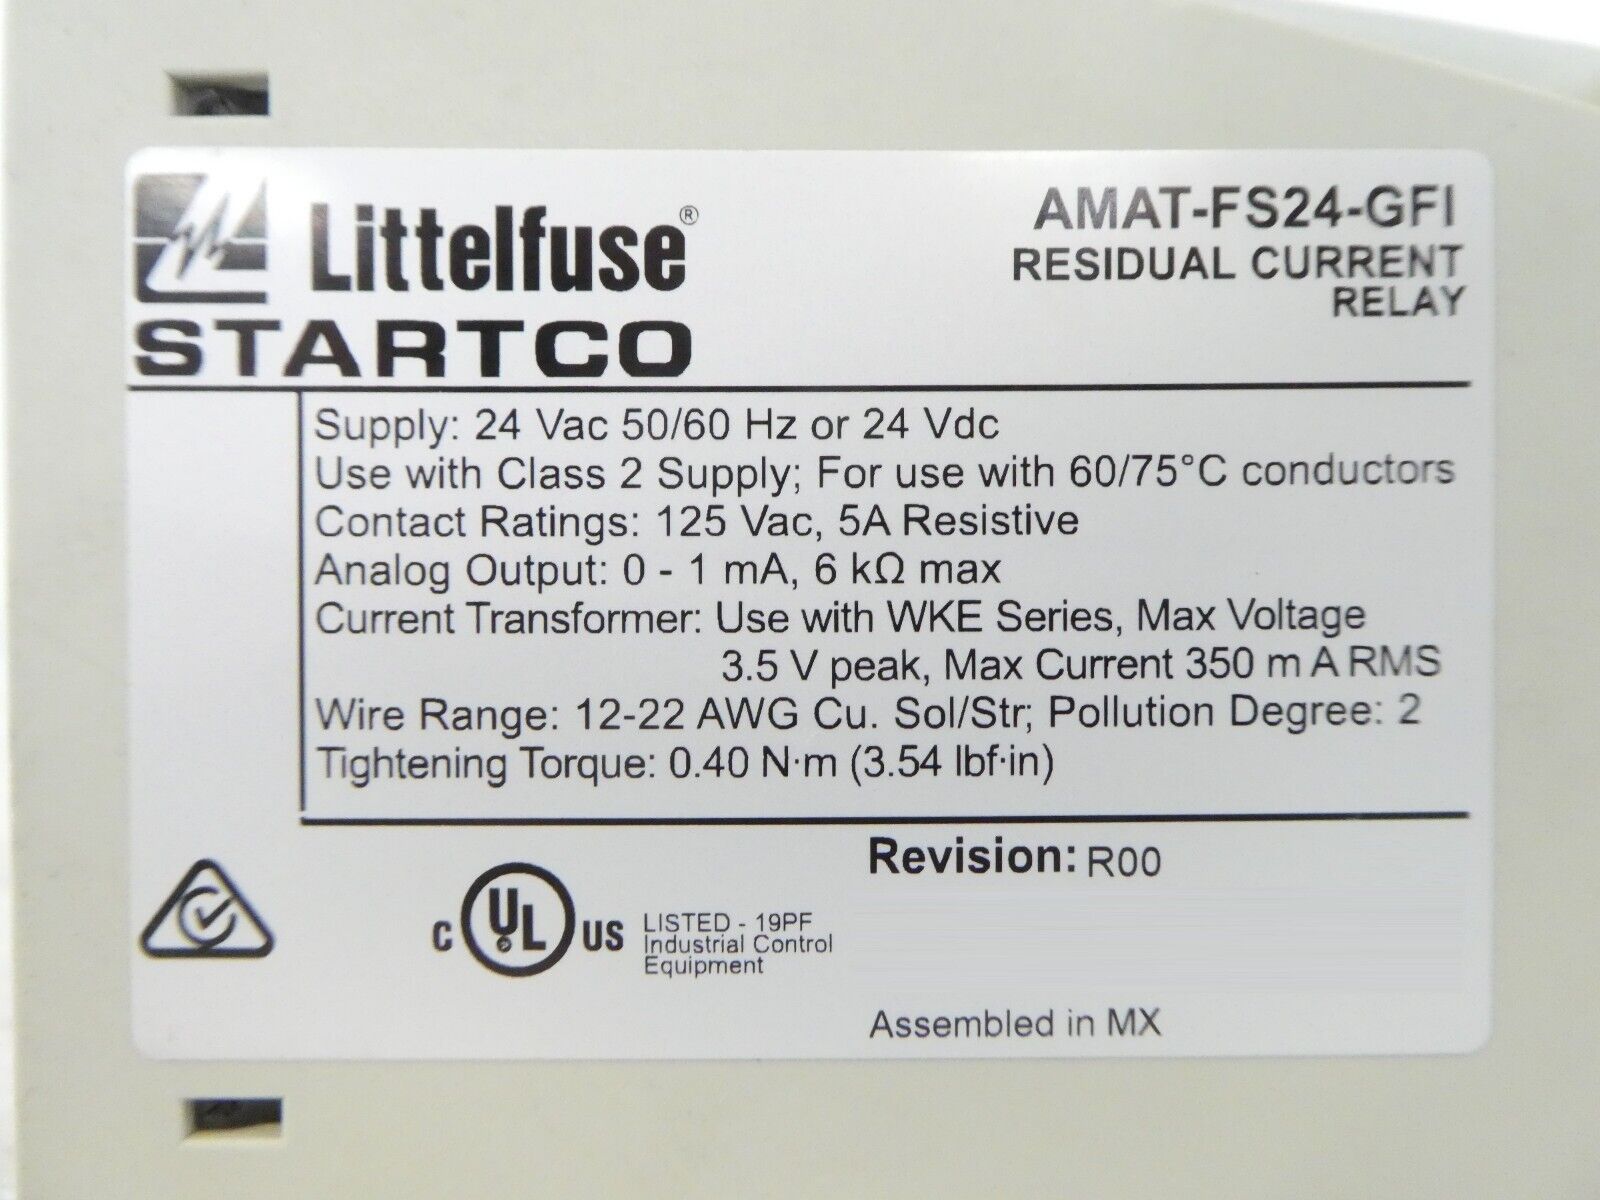 Littelfuse®
STARTCO
AMAT-FS24-GFI
RESIDUAL CURRENT
RELAY
Supply: 24 Vac 50/60 Hz or 24 Vdc
Use with Class 2 Supply; For use with 60/75°C conductors
Contact Ratings: 125 Vac, 5A Resistive
Analog Output: 0 - 1 mA, 6 kΩ max
Current Transformer: Use with WKE Series, Max Voltage
3.5 V peak, Max Current 350 m A RMS
Wire Range: 12-22 AWG Cu. Sol/Str; Pollution Degree: 2
Tightening Torque: 0.40 N·m (3.54 lbf·in)
Revision: R00
C UL US
LISTED - 19PF
Industrial Control
Equipment
Assembled in MX